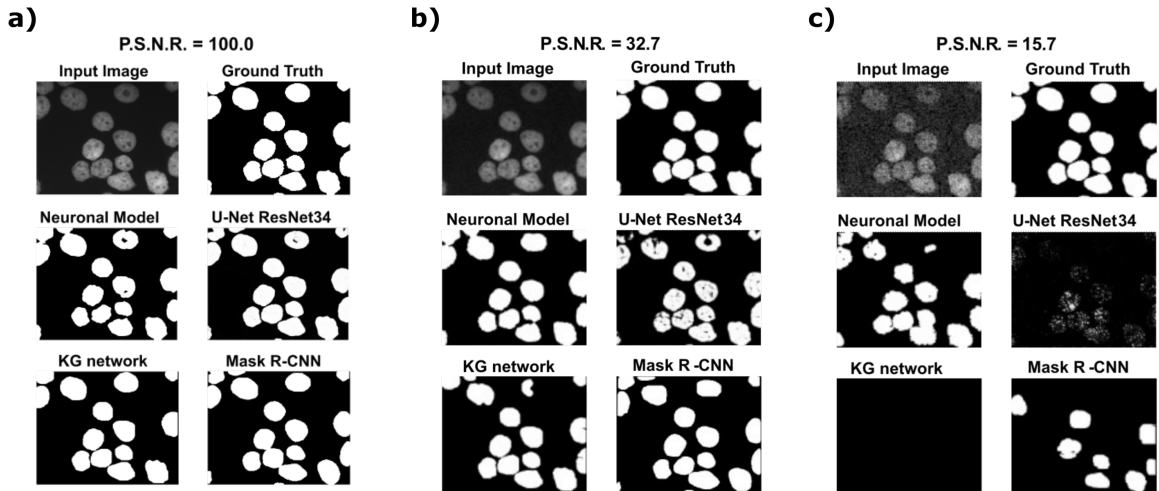 a)
P.S.N.R. = 100.0
Input Image Ground Truth
Neuronal Model U-Net ResNet34
KG network Mask R-CNN
b)
P.S.N.R. = 32.7
Input Image Ground Truth
Neuronal Model U-Net ResNet34
KG network Mask R -CNN
c)
P.S.N.R. = 15.7
Input Image Ground Truth
Neuronal Model U-Net ResNet34
KG network Mask R -CNN